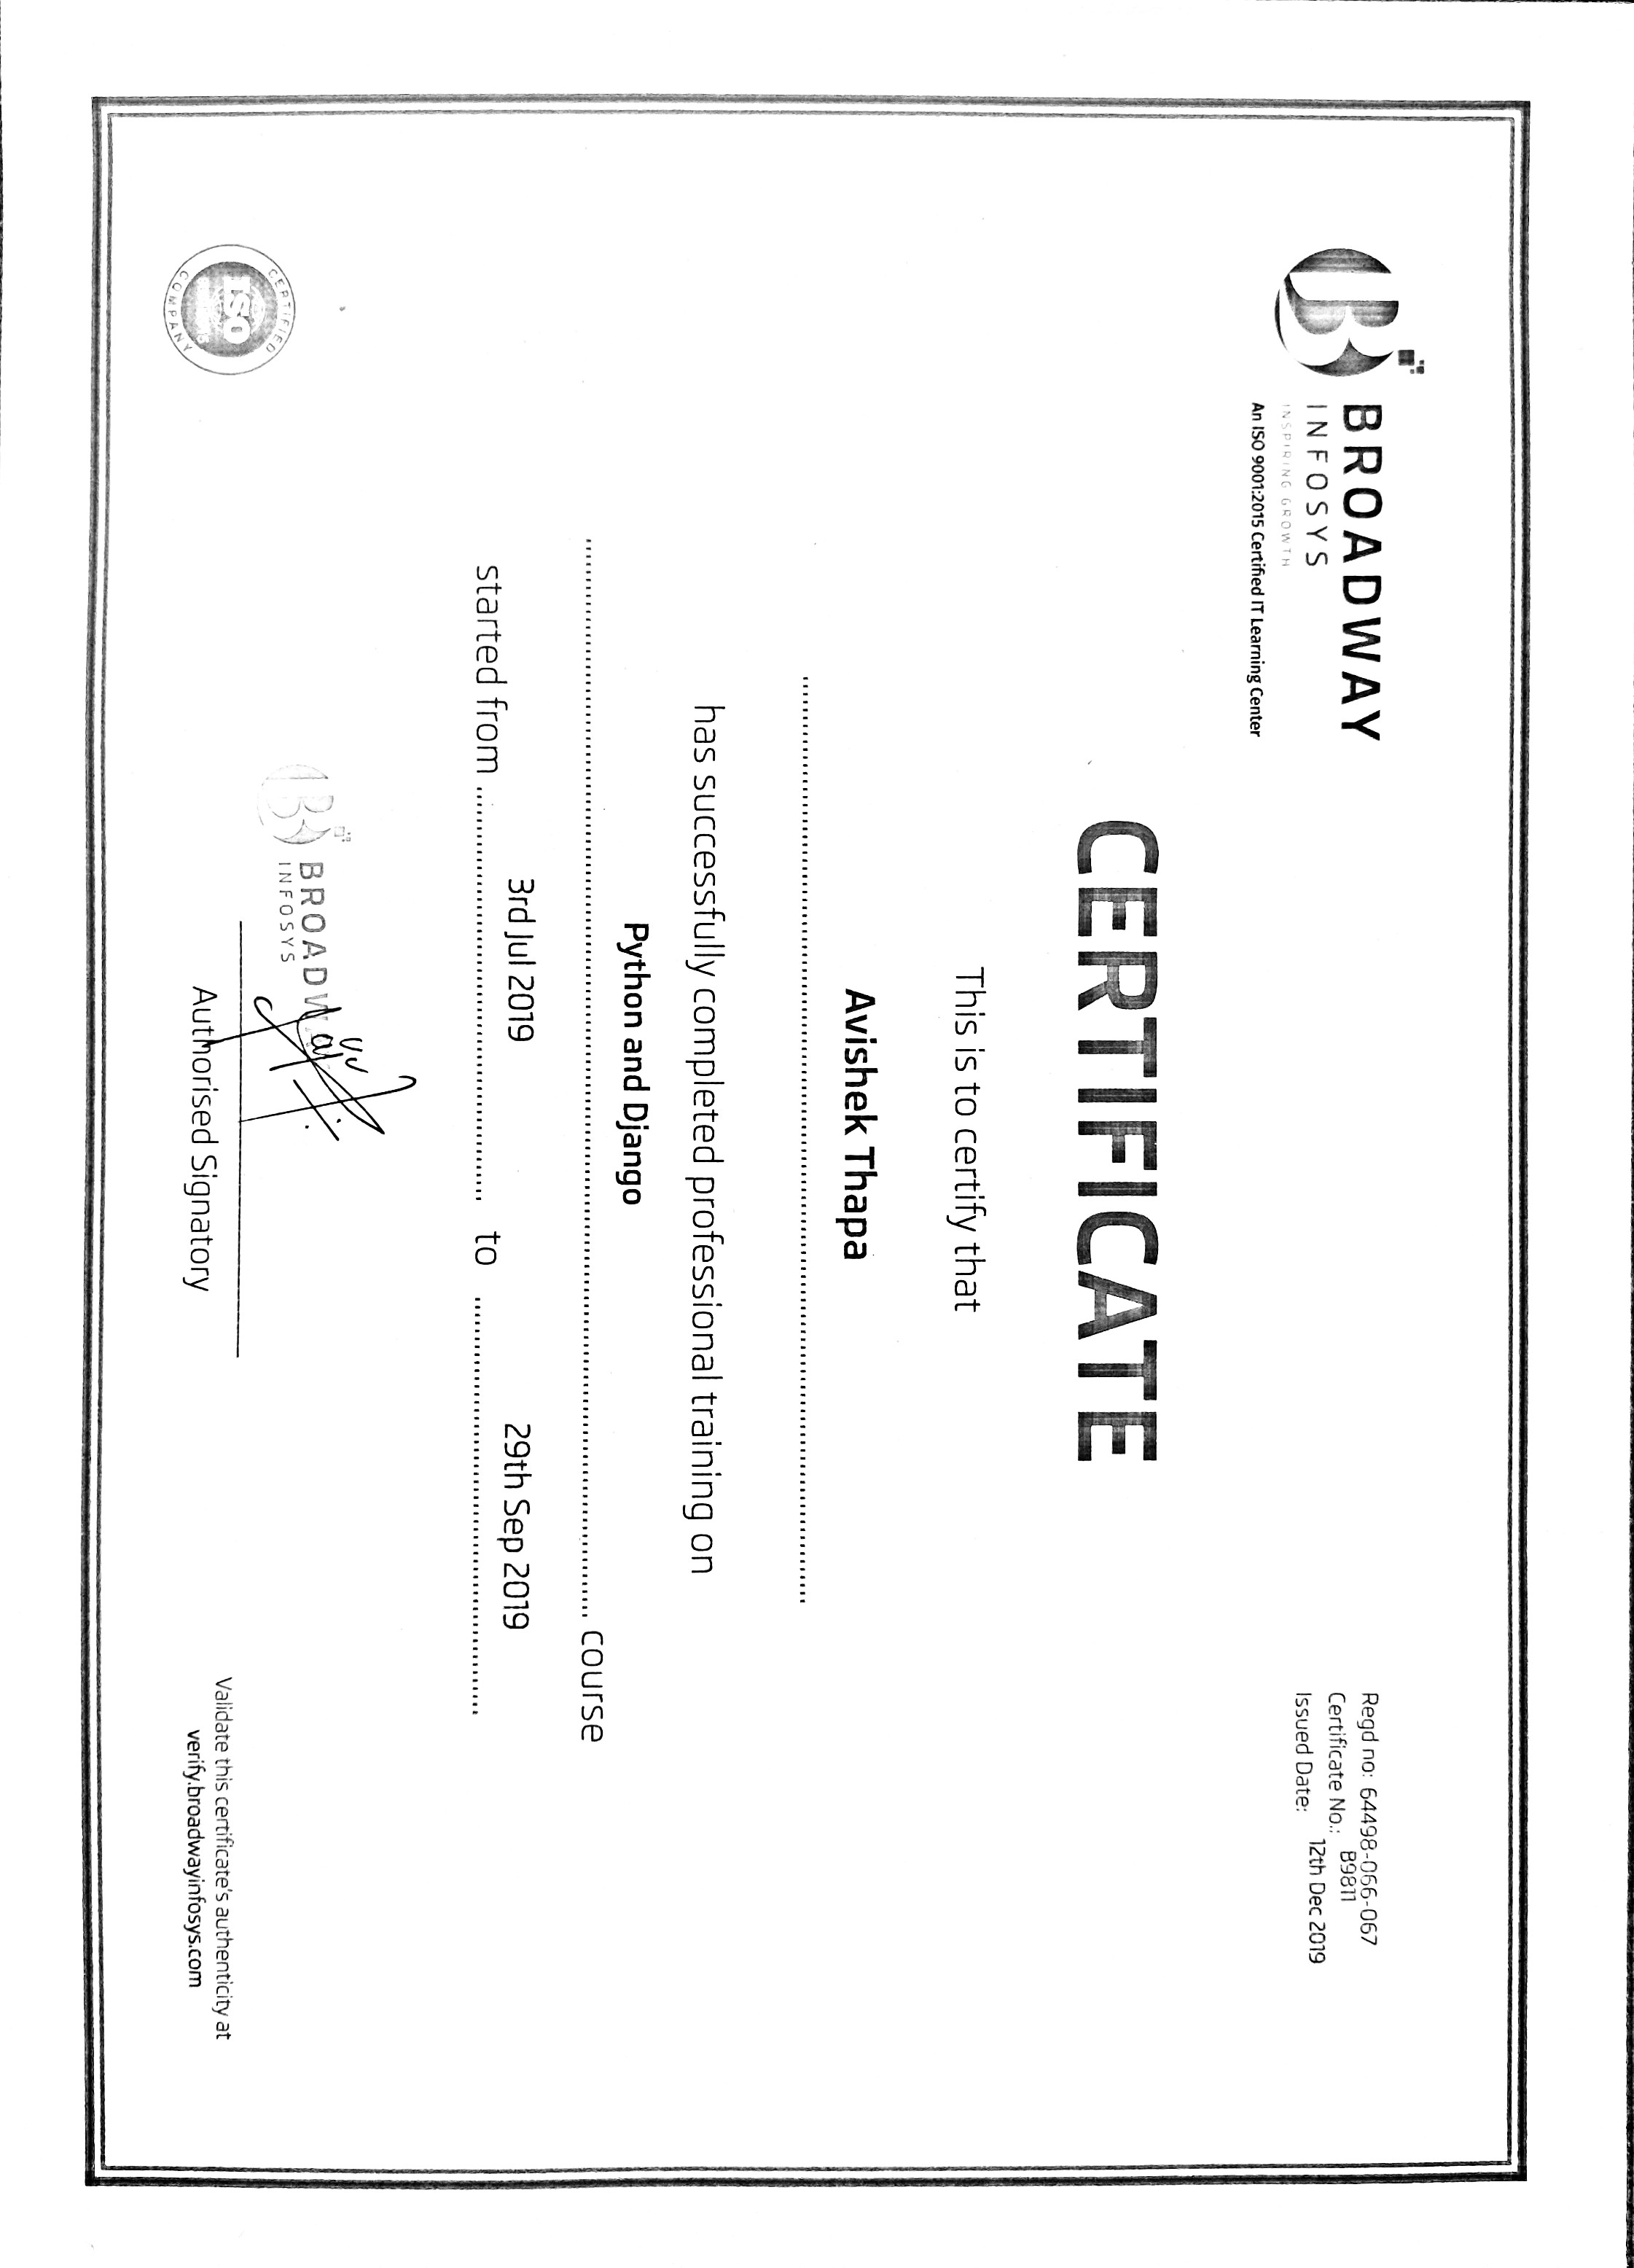 BROADWAY
INFOSYS
INSPIRING GROWTH
An ISO 9001:2015 Certified IT Learning Center
Regd no: 64498-066-067
Certificate No.: B9811
Issued Date: 12th Dec 2019
CERTIFICATE
This is to certify that
Avishek Thapa
has successfully completed professional training on
Python and Django
course
started from 3rd Jul 2019 to 29th Sep 2019
BROADWAY
INFOSYS
Authorised Signatory
CERTIFIED
ISO
COMPANY
Validate this certificate's authenticity at
verify.broadwayinfosys.com